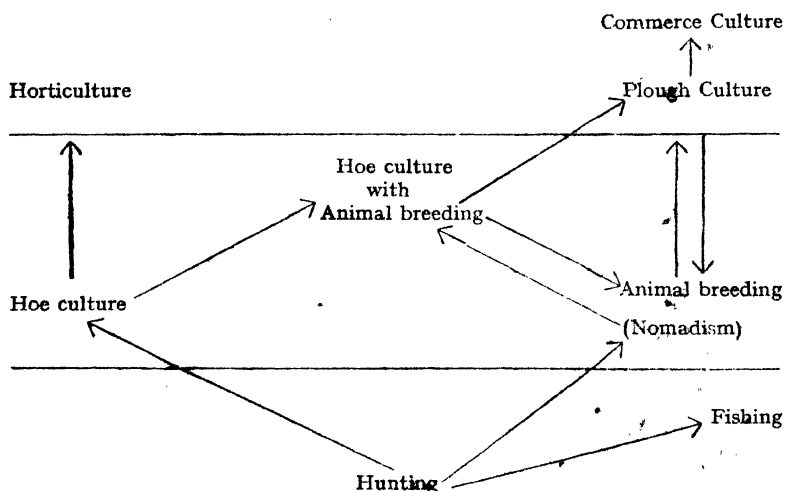 Commerce Culture
Horticulture
Plough Culture
Hoe culture
with
Animal breeding
Hoe culture
Animal breeding
(Nomadism)
Fishing
Hunting